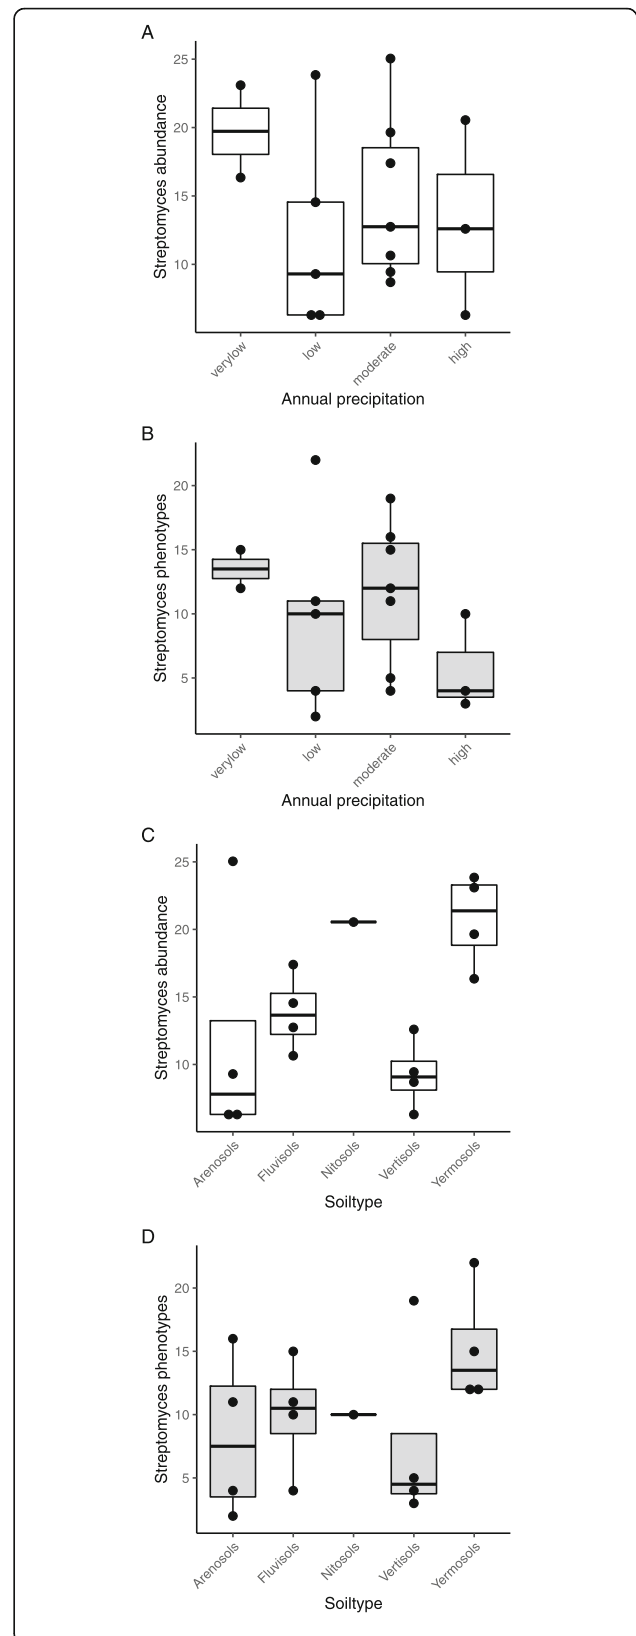 A
Streptomyces abundance
25
20
15
10
verylow
low
moderate
high
Annual precipitation
B
Streptomyces phenotypes
20
15
10
5
verylow
low
moderate
high
Annual precipitation
C
Streptomyces abundance
25
20
15
10
Arenosols
Fluvisols
Nitosols
Vertisols
Yermosols
Soiltype
D
Streptomyces phenotypes
20
15
10
5
Arenosols
Fluvisols
Nitosols
Vertisols
Yermosols
Soiltype